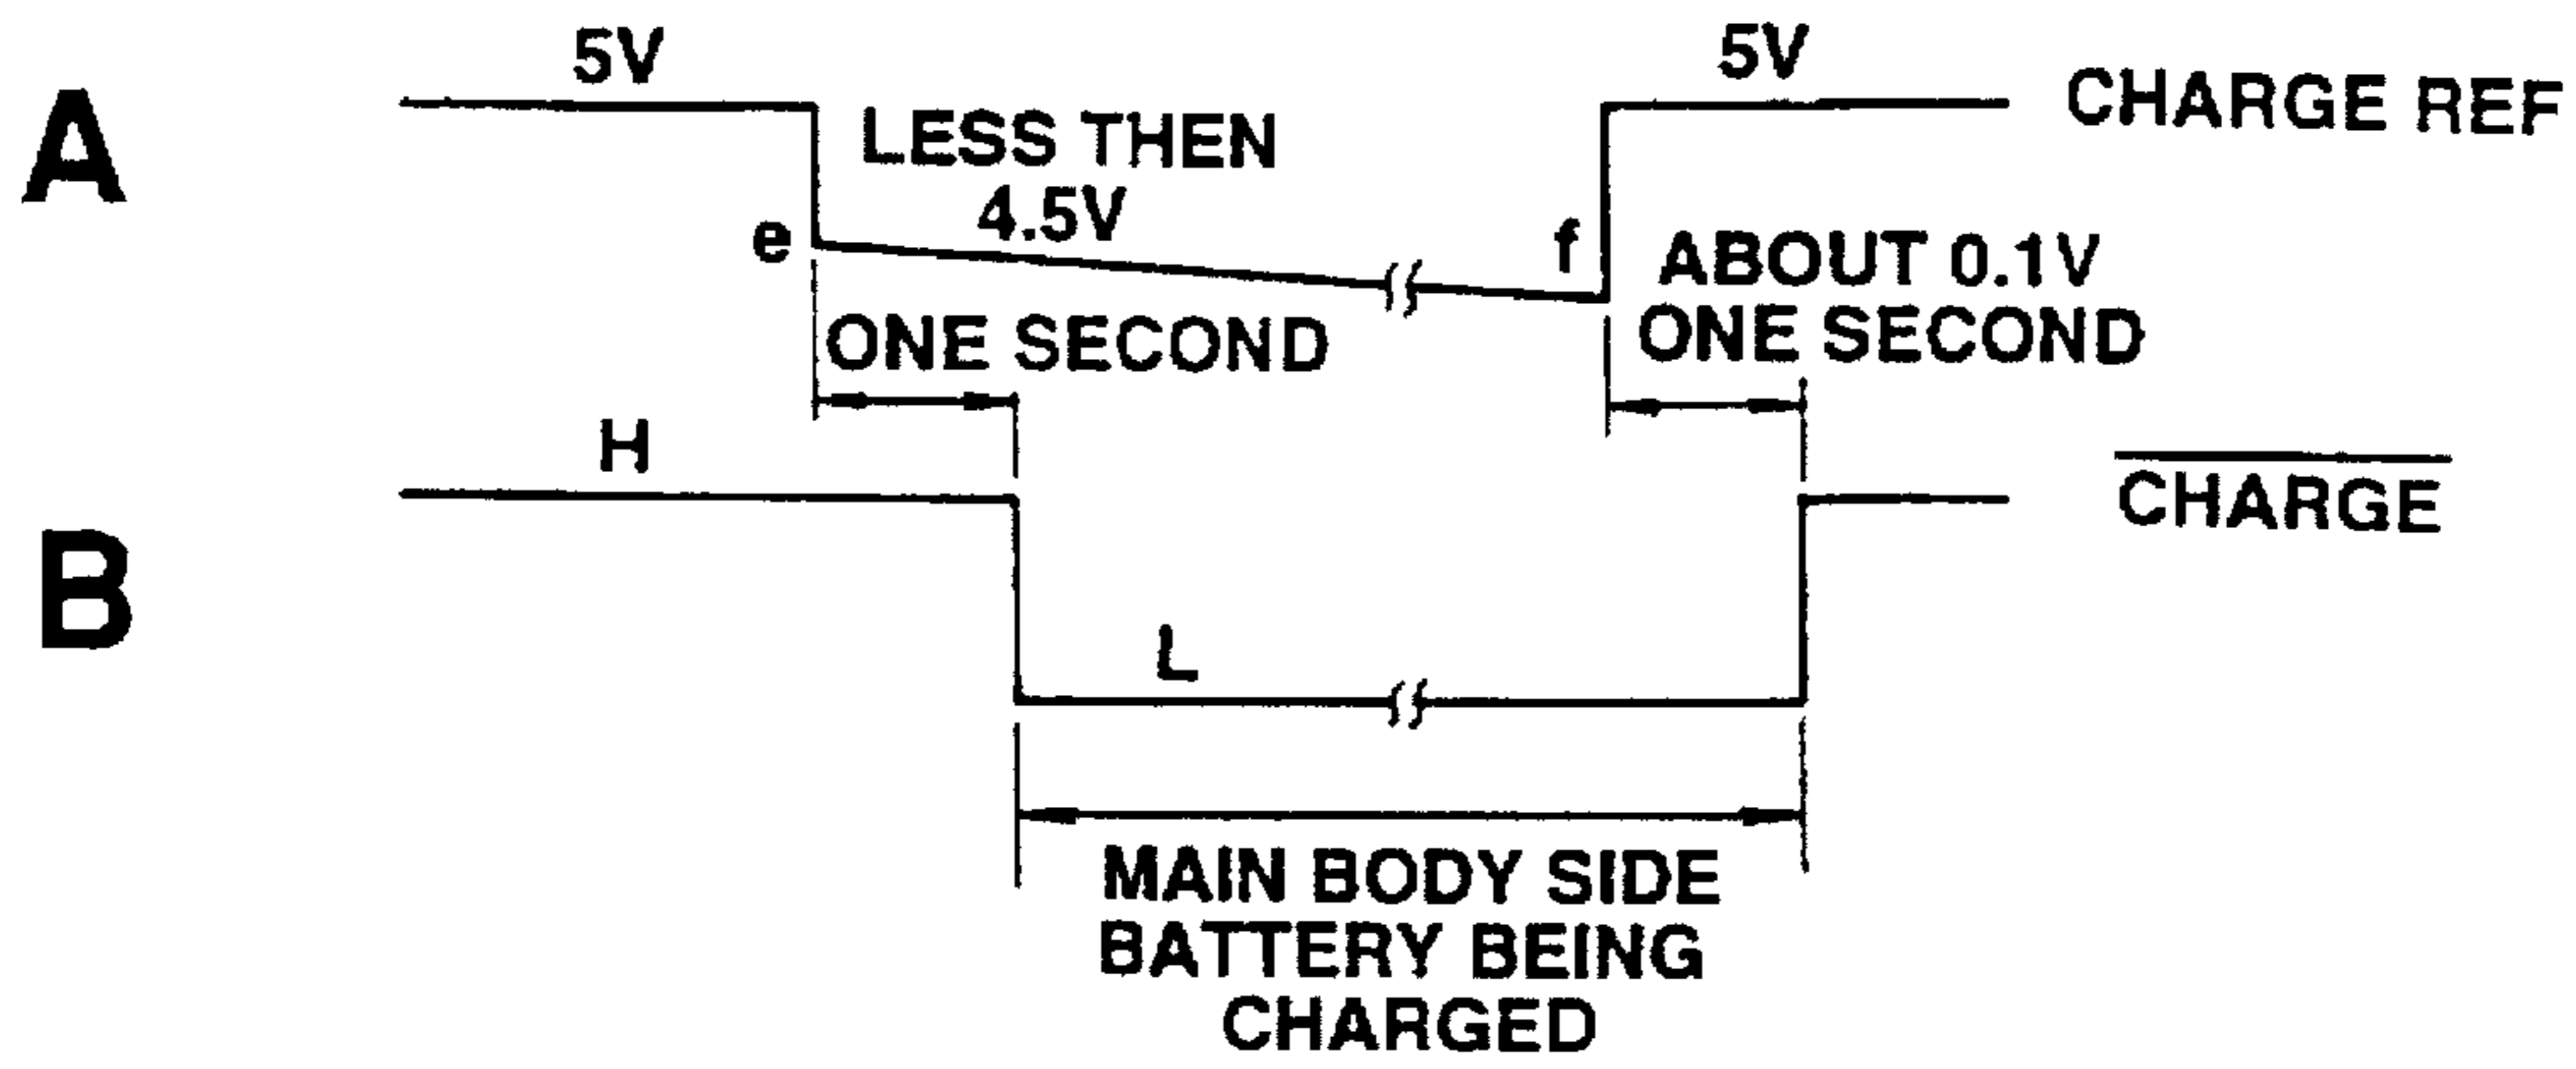 A
5V
5V
CHARGE REF
LESS THEN
4.5V
e
f
ABOUT 0.1V
ONE SECOND
ONE SECOND
B
H
CHARGE
L
MAIN BODY SIDE
BATTERY BEING
CHARGED